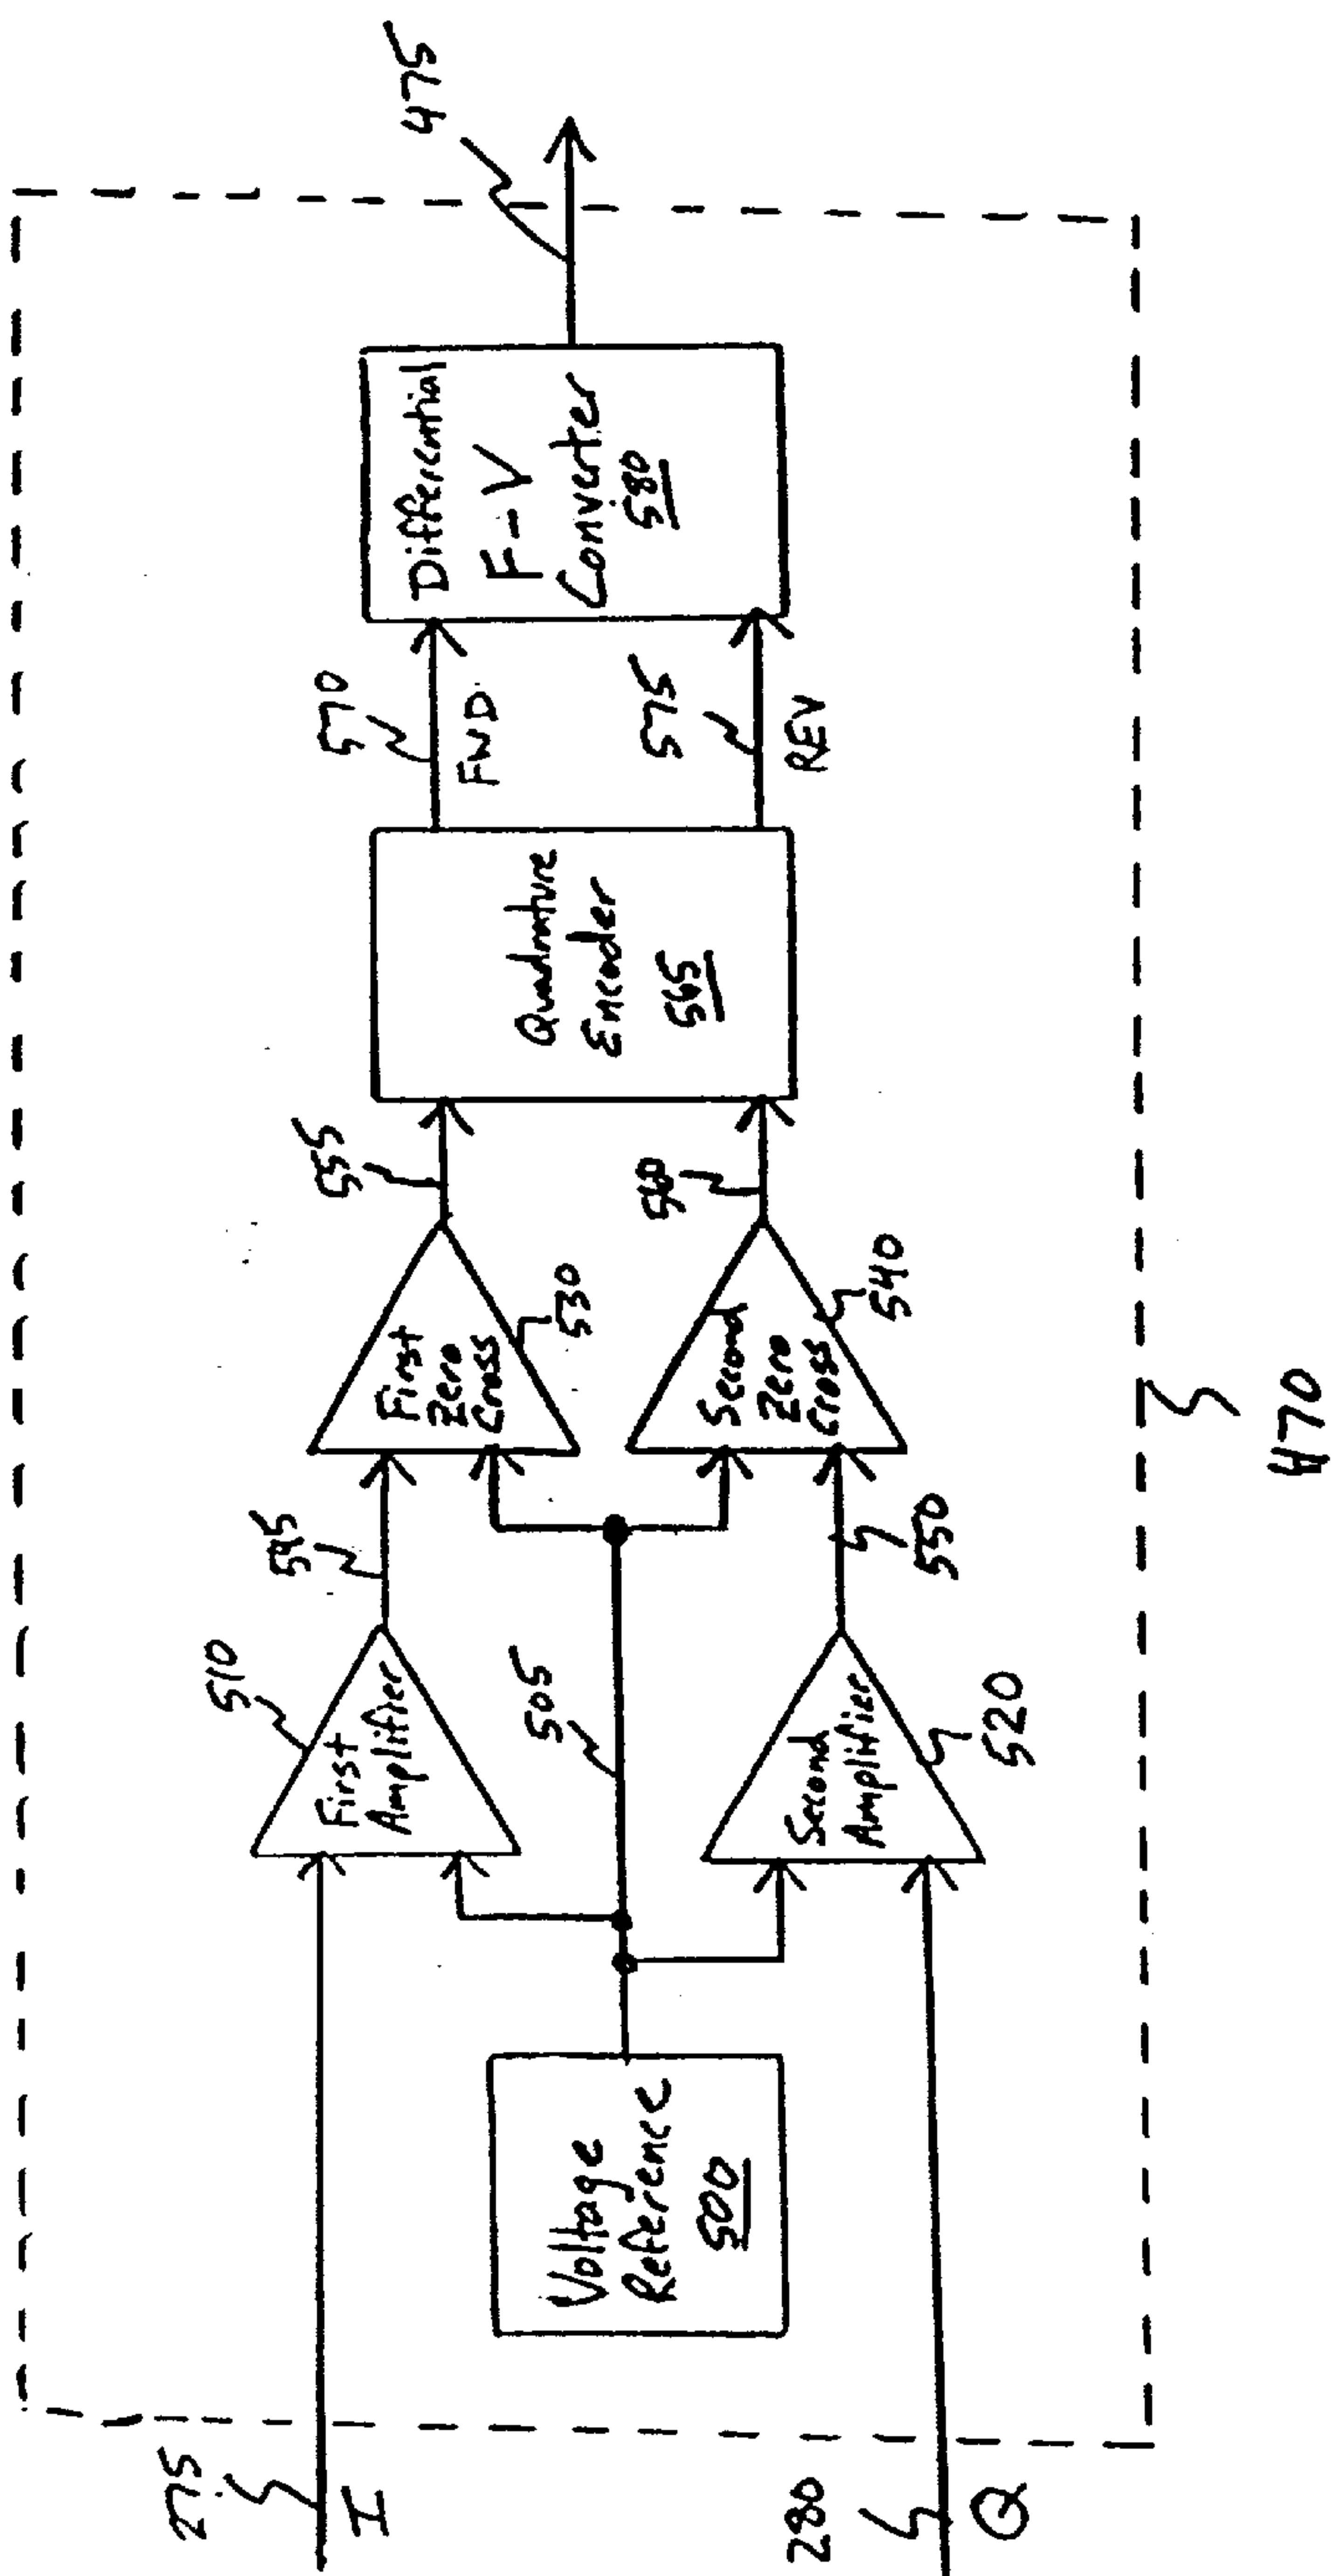 275
I
280
Q
Voltage
Reference
500
510
First
Amplifier
505
Second
Amplifier
520
545
550
First
Zero
Cross
530
Second
Zero
Cross
540
555
560
Quadrature
Encoder
565
570
FWD
575
REV
Differential
F-V
Converter
580
475
470